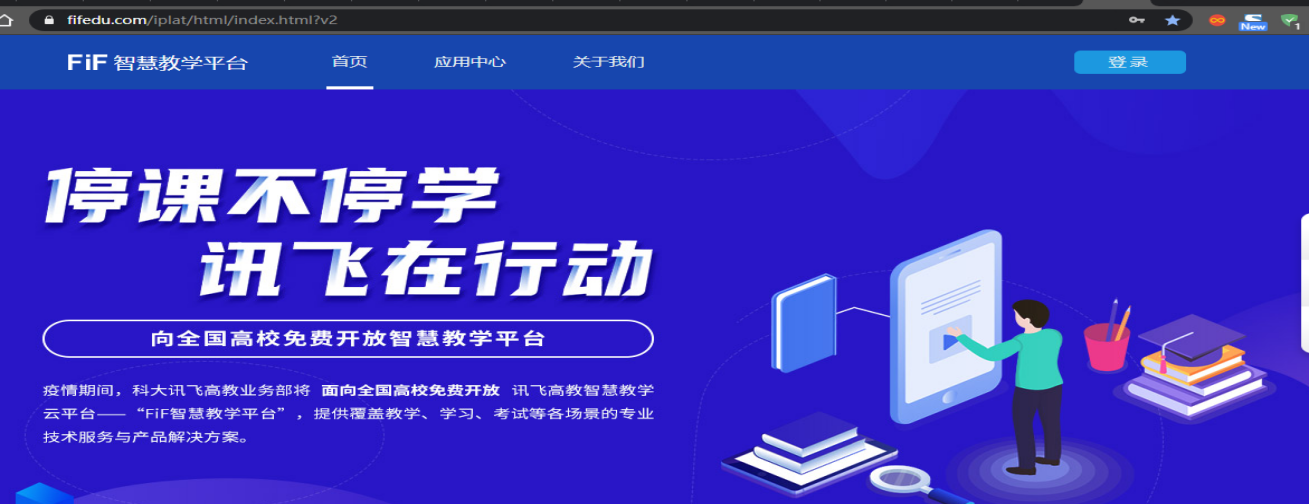 fifedu.com/iplat/html/index.html?v2
New
1
FiF 智慧教学平台 首页 应用中心 关于我们 登录
停课不停学
讯飞在行动
向全国高校免费开放智慧教学平台
疫情期间，科大讯飞高教业务部将 面向全国高校免费开放 讯飞高教智慧教学
云平台——“FiF智慧教学平台”，提供覆盖教学、学习、考试等各场景的专业
技术服务与产品解决方案。